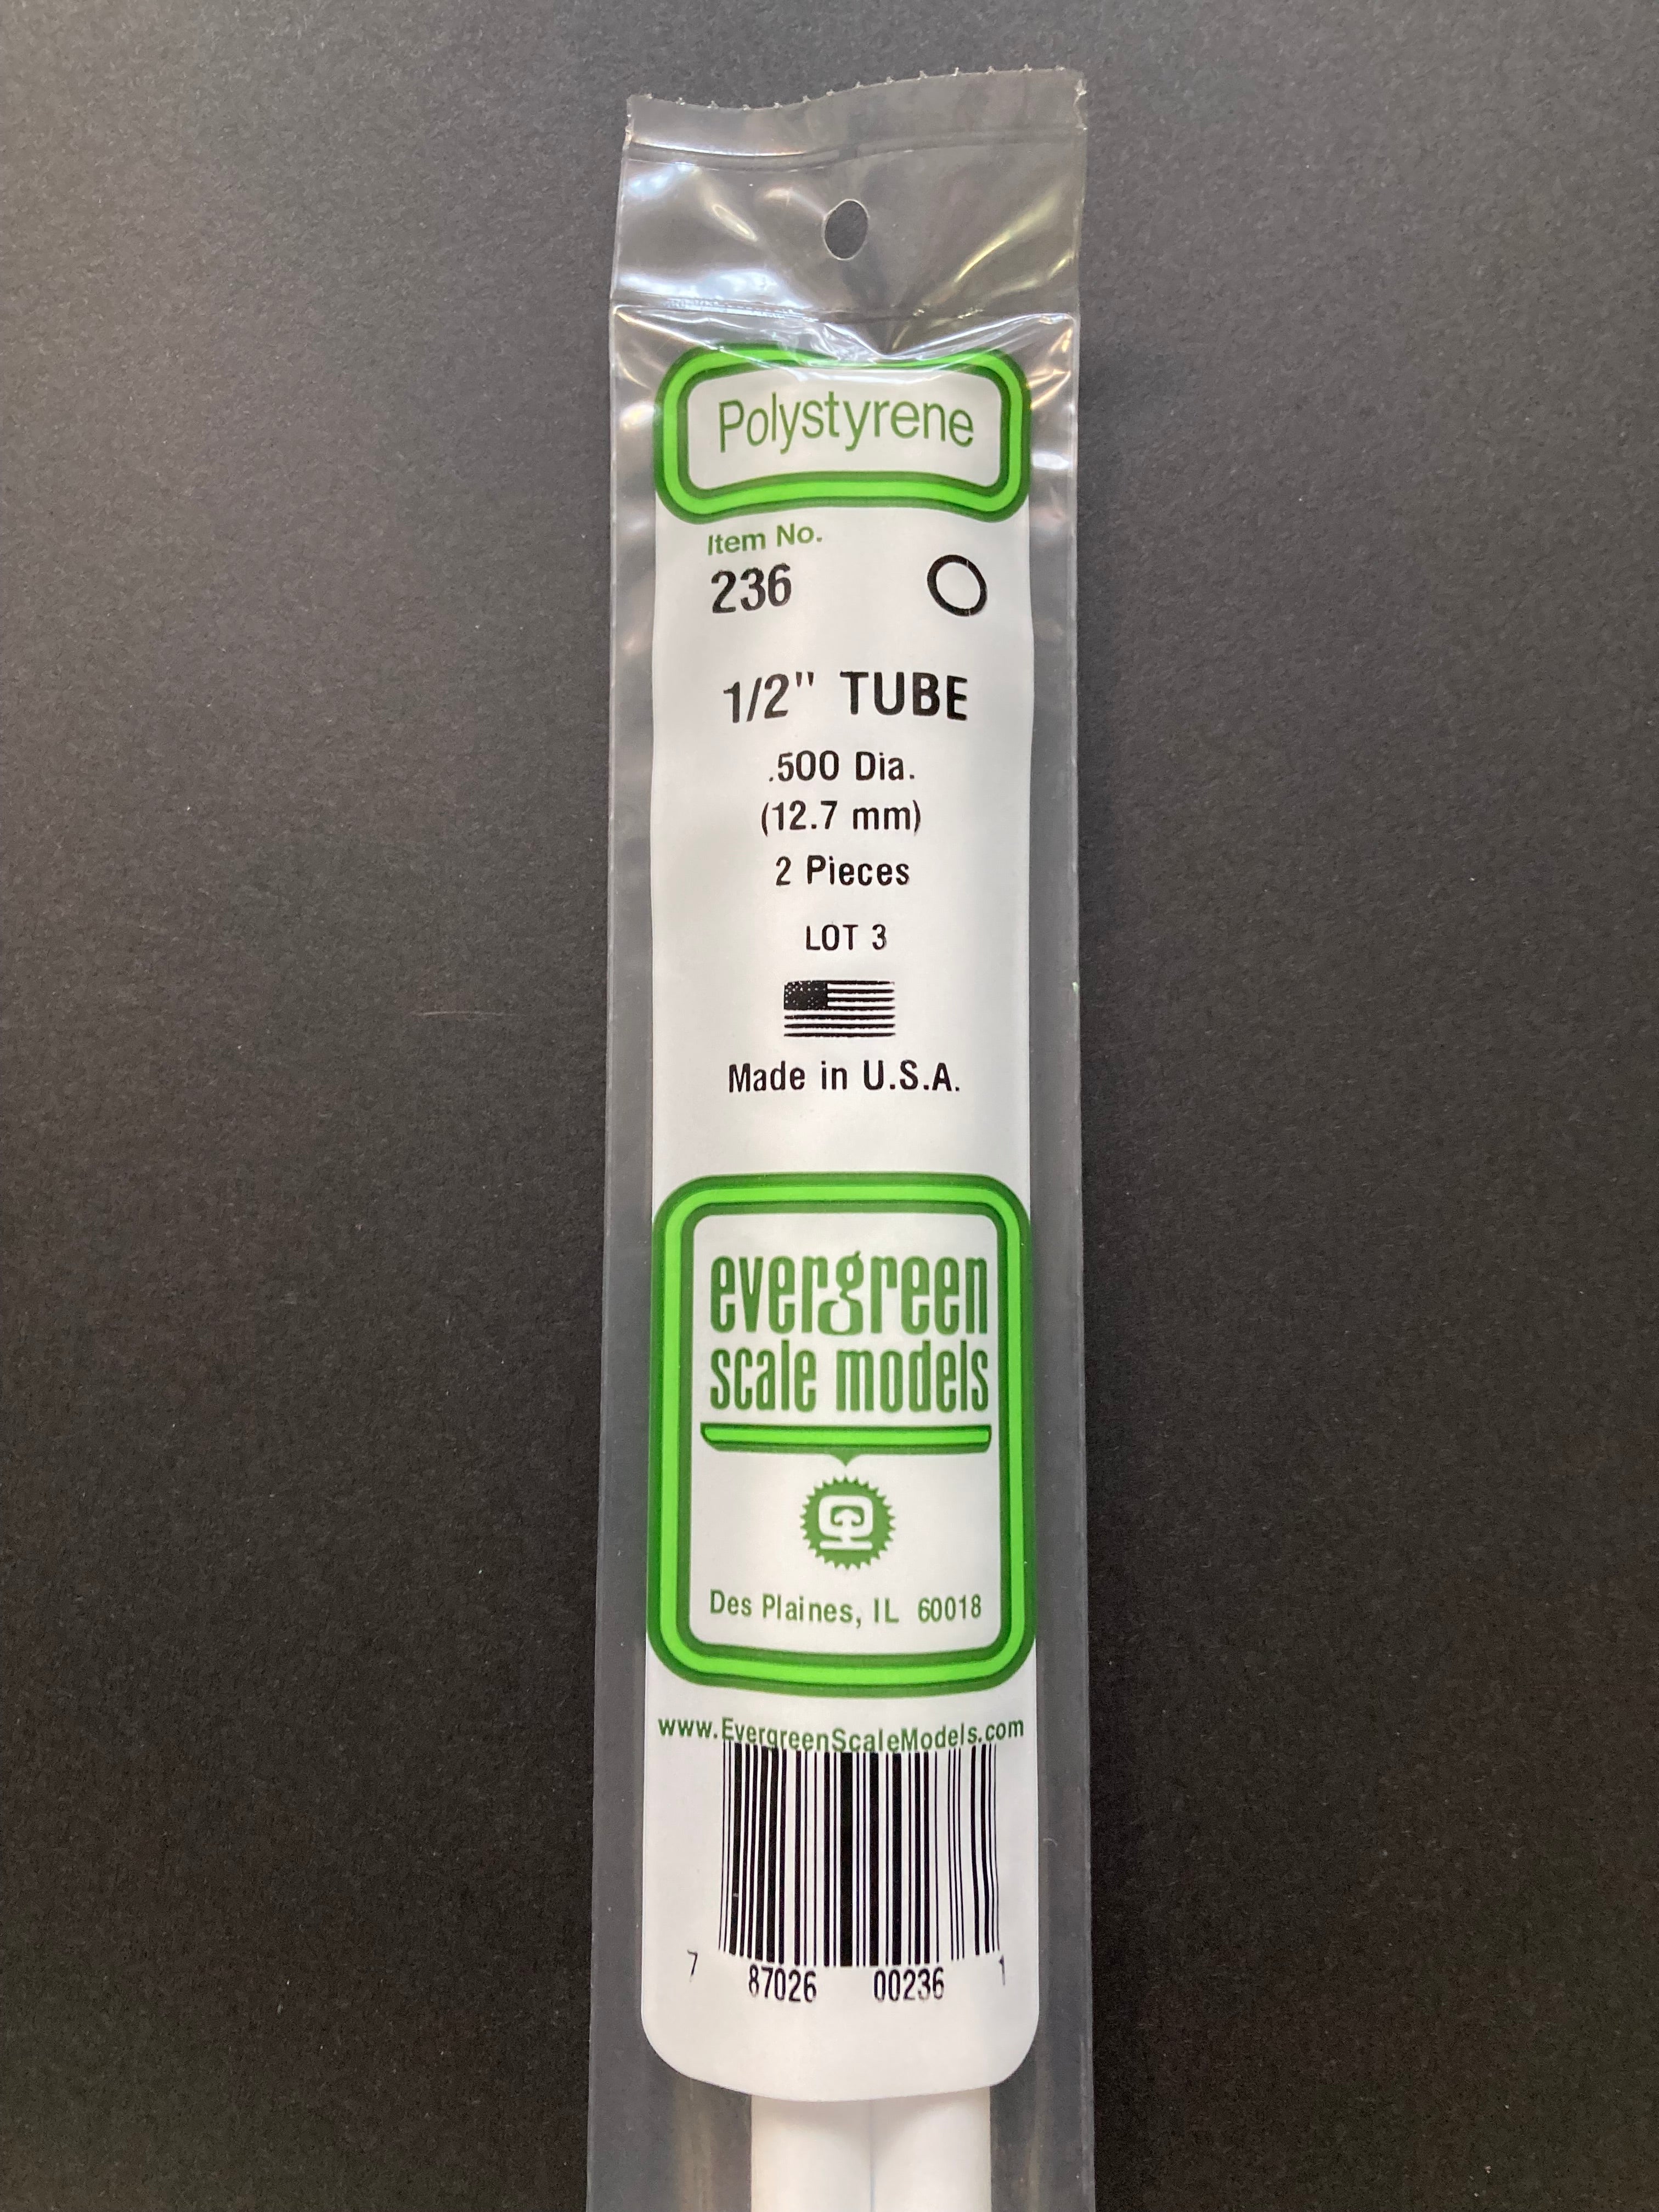 Polystyrene
Item No.
236
1/2" TUBE
.500 Dia.
(12.7 mm)
2 Pieces
LOT 3
Made in U.S.A.
evergreen
scale models
Des Plaines, IL 60018
www.EvergreenScaleModels.com
7 87026 00236 1